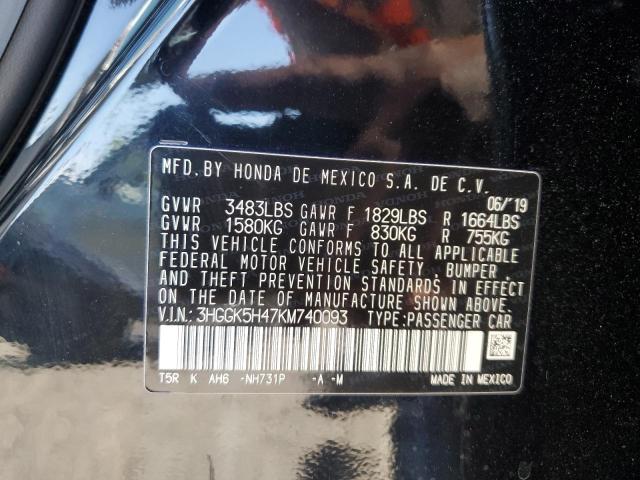 MFD. BY HONDA DE MEXICO S.A. DE C.V.
06/'19
GVWR 3483LBS GAWR F 1829LBS R 1664LBS
GVWR 1580KG GAWR F 830KG R 755KG
THIS VEHICLE CONFORMS TO ALL APPLICABLE
FEDERAL MOTOR VEHICLE SAFETY, BUMPER,
AND THEFT PREVENTION STANDARDS IN EFFECT
ON THE DATE OF MANUFACTURE SHOWN ABOVE.
V.I.N.: 3HGGK5H47KM740093 TYPE:PASSENGER CAR
T5R K AH6 -NH731P -A -M MADE IN MEXICO